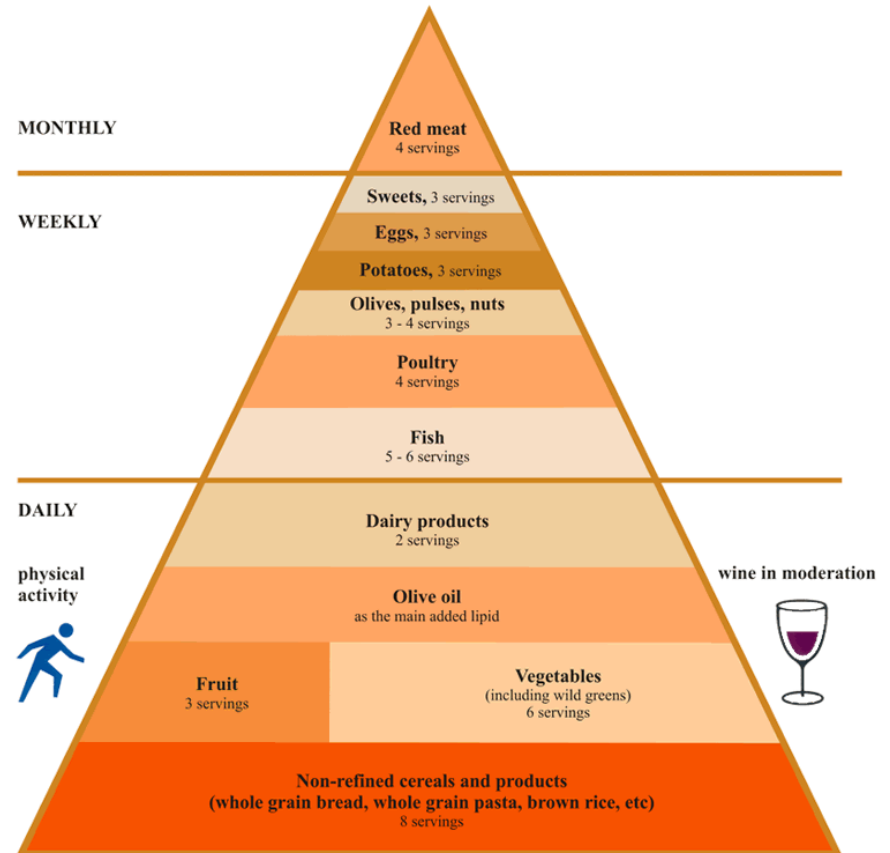 MONTHLY
Red meat
4 servings
WEEKLY
Sweets, 3 servings
Eggs, 3 servings
Potatoes, 3 servings
Olives, pulses, nuts
3 - 4 servings
Poultry
4 servings
Fish
5 - 6 servings
DAILY
Dairy products
2 servings
physical
activity
wine in moderation
Olive oil
as the main added lipid
Fruit
3 servings
Vegetables
(including wild greens)
6 servings
Non-refined cereals and products
(whole grain bread, whole grain pasta, brown rice, etc)
8 servings